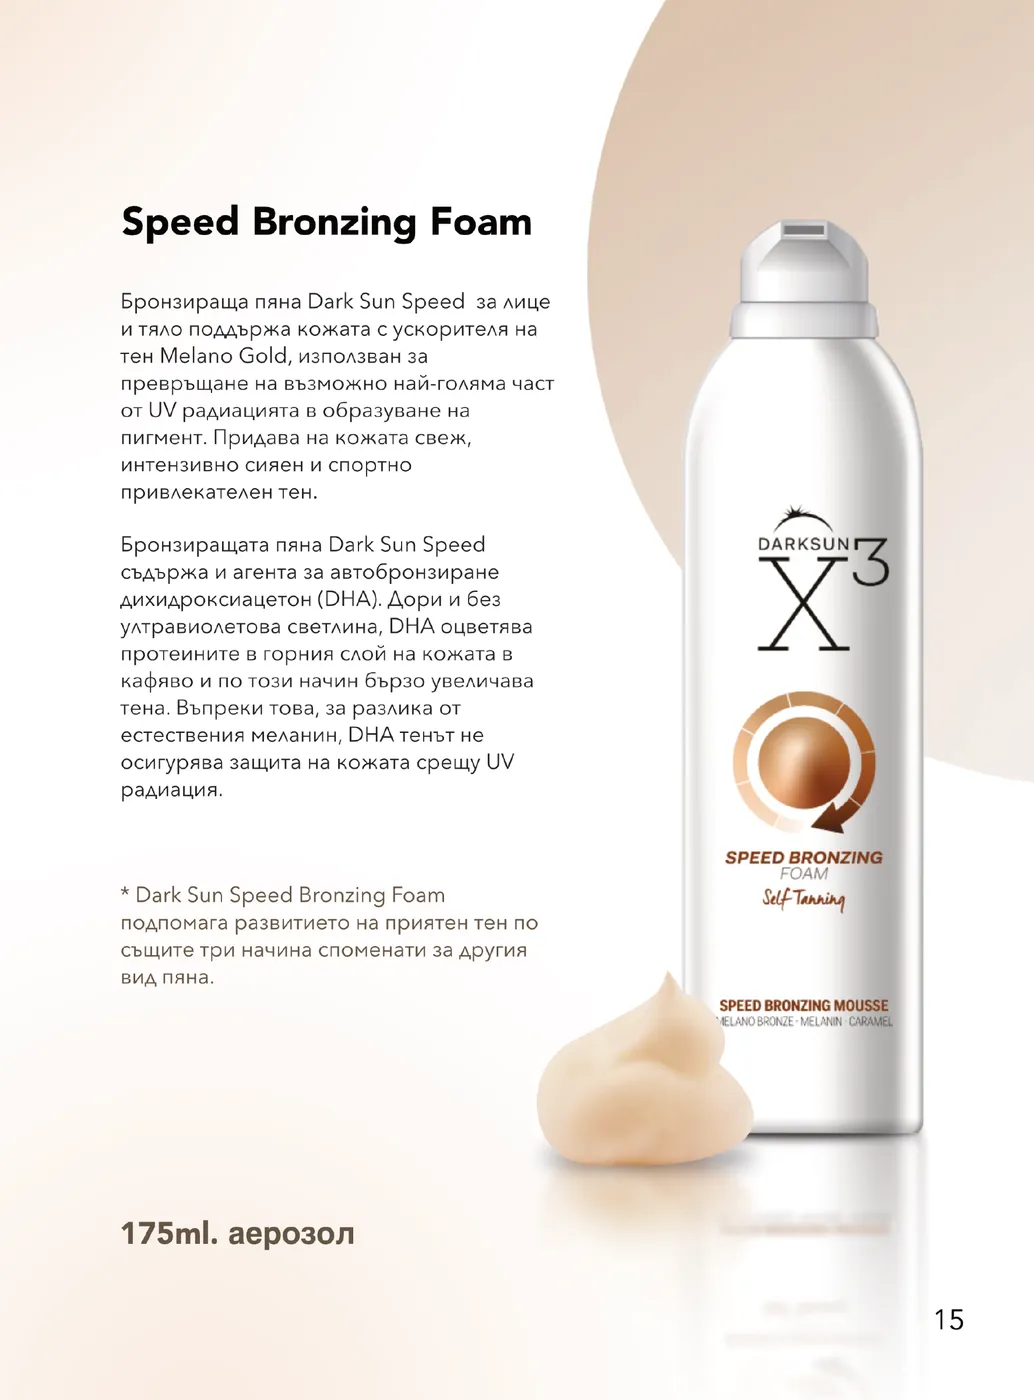 Speed Bronzing Foam
Бронзираща пяна Dark Sun Speed за лице
и тяло поддържа кожата с ускорителя на
тен Melano Gold, използван за
превръщане на възможно най-голяма част
от UV радиацията в образуване на
пигмент. Придава на кожата свеж,
интензивно сияен и спортно
привлекателен тен.
Бронзиращата пяна Dark Sun Speed
съдържа и агента за автобронзиране
дихидроксиацетон (DHA). Дори и без
ултравиолетова светлина, DHA оцветява
протеините в горния слой на кожата в
кафяво и по този начин бързо увеличава
тена. Въпреки това, за разлика от
естествения меланин, DHA тенът не
осигурява защита на кожата срещу UV
радиация.
* Dark Sun Speed Bronzing Foam
подпомага развитието на приятен тен по
същите три начина споменати за другия
вид пяна.
175ml. аерозол
DARKSUN
X3
SPEED BRONZING
FOAM
Self Tanning
SPEED BRONZING MOUSSE
MELANO BRONZE · MELANIN · CARAMEL
15